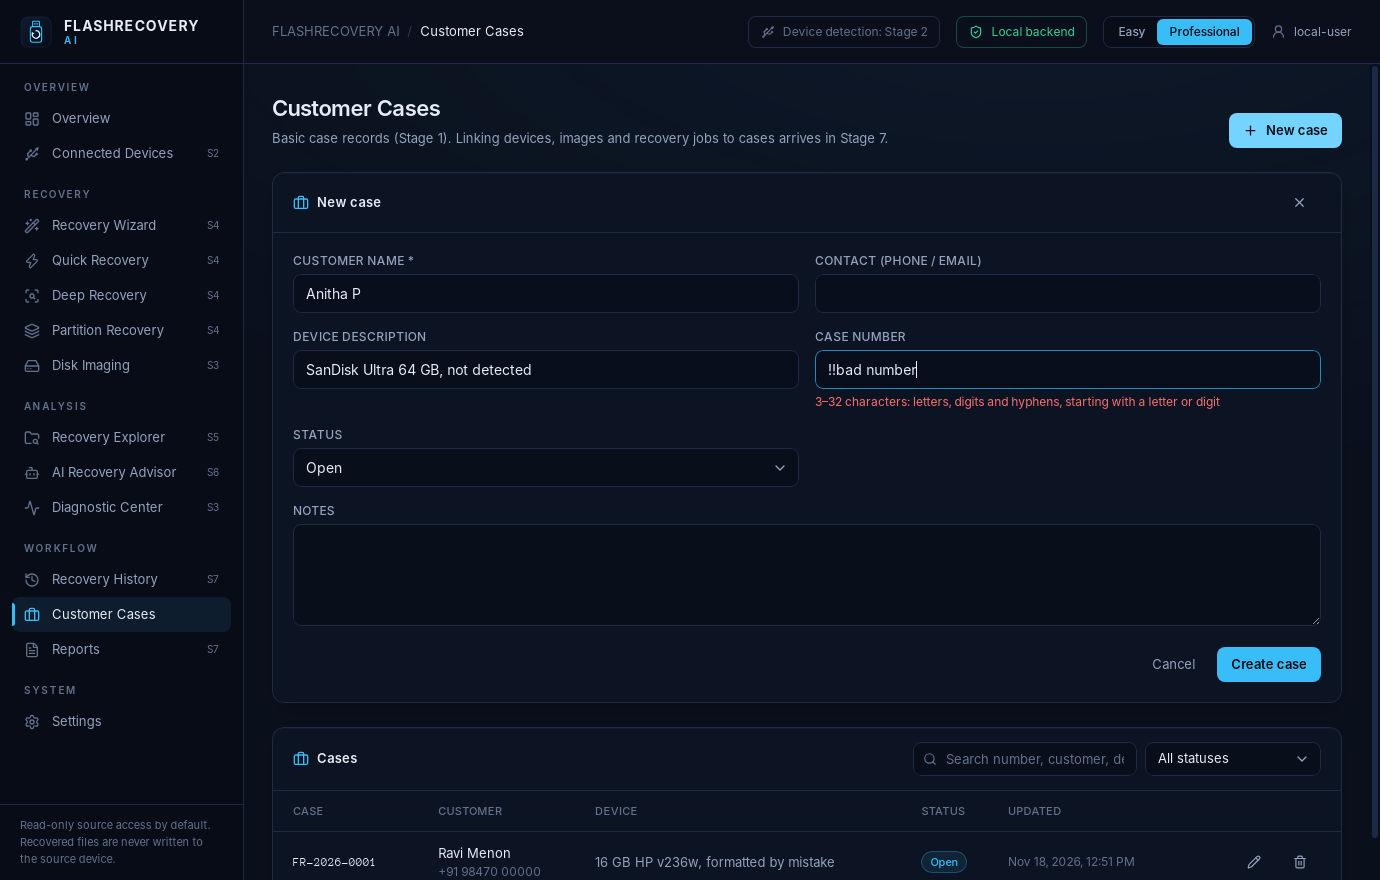 FLASHRECOVERY
AI
FLASHRECOVERY AI / Customer Cases
Device detection: Stage 2
Local backend
Easy
Professional
local-user
OVERVIEW
Overview
Connected Devices S2
RECOVERY
Recovery Wizard S4
Quick Recovery S4
Deep Recovery S4
Partition Recovery S4
Disk Imaging S3
ANALYSIS
Recovery Explorer S5
AI Recovery Advisor S6
Diagnostic Center S3
WORKFLOW
Recovery History S7
Customer Cases
Reports S7
SYSTEM
Settings
Read-only source access by default.
Recovered files are never written to
the source device.
Customer Cases
Basic case records (Stage 1). Linking devices, images and recovery jobs to cases arrives in Stage 7.
New case
New case
CUSTOMER NAME *
Anitha P
CONTACT (PHONE / EMAIL)
DEVICE DESCRIPTION
SanDisk Ultra 64 GB, not detected
CASE NUMBER
!!bad number
3–32 characters: letters, digits and hyphens, starting with a letter or digit
STATUS
Open
NOTES
Cancel
Create case
Cases
Search number, customer, de
All statuses
CASE CUSTOMER DEVICE STATUS UPDATED
FR-2026-0001
Ravi Menon
+91 98470 00000
16 GB HP v236w, formatted by mistake
Open
Nov 18, 2026, 12:51 PM